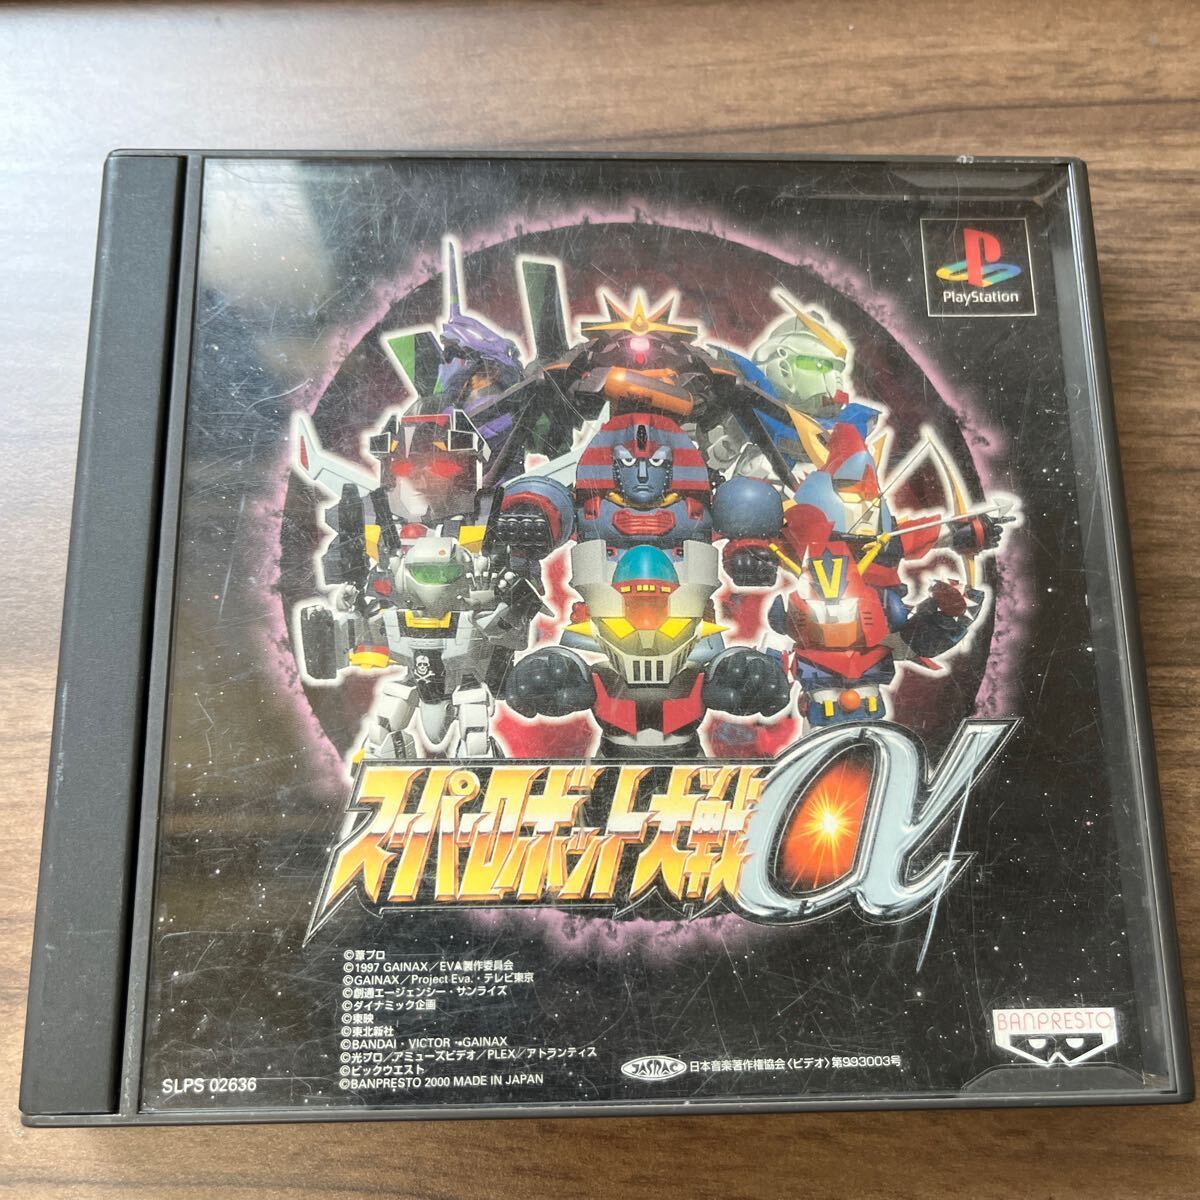 PlayStation
V
スーパーロボット大戦α
©葦プロ
©1997 GAINAX／EVA製作委員会
©GAINAX／Project Eva.・テレビ東京
©創通エージェンシー・サンライズ
©ダイナミック企画
©東映
©東北新社
©BANDAI・VICTOR・GAINAX
©光プロ／アミューズビデオ／PLEX／アトランティス
©ビックウエスト
©BANPRESTO 2000 MADE IN JAPAN
SLPS 02636
JASRAC 日本音楽著作権協会〈ビデオ〉第993003号
BANPRESTO